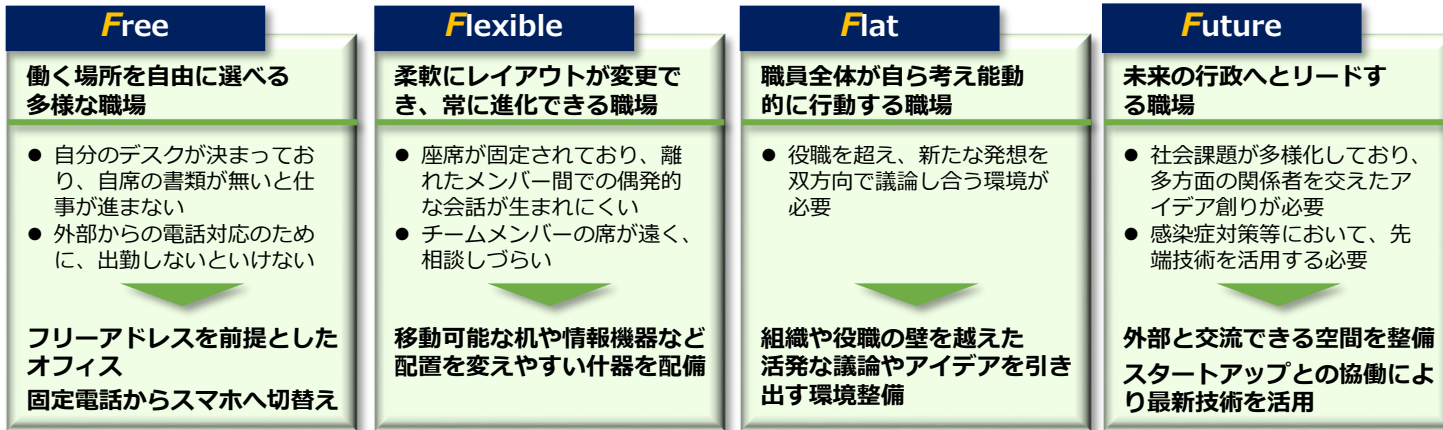 Free
働く場所を自由に選べる
多様な職場
● 自分のデスクが決まってお
り、自席の書類が無いと仕
事が進まない
● 外部からの電話対応のため
に、出勤しないといけない
フリーアドレスを前提とした
オフィス
固定電話からスマホへ切替え
Flexible
柔軟にレイアウトが変更で
き、常に進化できる職場
● 座席が固定されており、離
れたメンバー間での偶発的
な会話が生まれにくい
● チームメンバーの席が遠く、
相談しづらい
移動可能な机や情報機器など
配置を変えやすい什器を配備
Flat
職員全体が自ら考え能動
的に行動する職場
● 役職を超え、新たな発想を
双方向で議論し合う環境が
必要
組織や役職の壁を越えた
活発な議論やアイデアを引き
出す環境整備
Future
未来の行政へとリードす
る職場
● 社会課題が多様化しており、
多方面の関係者を交えたア
イデア創りが必要
● 感染症対策等において、先
端技術を活用する必要
外部と交流できる空間を整備
スタートアップとの協働によ
り最新技術を活用